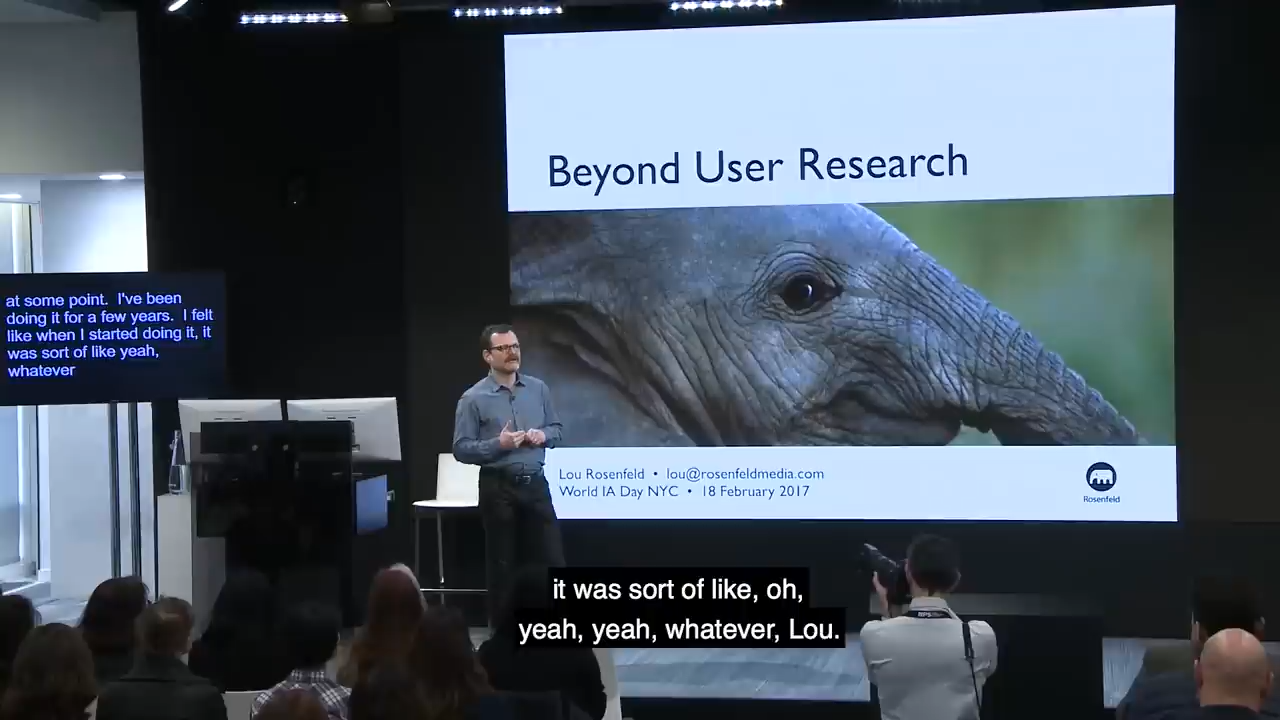 Beyond User Research
at some point. I've been
doing it for a few years. I felt
like when I started doing it, it
was sort of like yeah,
whatever
Lou Rosenfeld • lou@rosenfeldmedia.com
World IA Day NYC • 18 February 2017
Rosenfeld
it was sort of like, oh,
yeah, yeah, whatever, Lou.